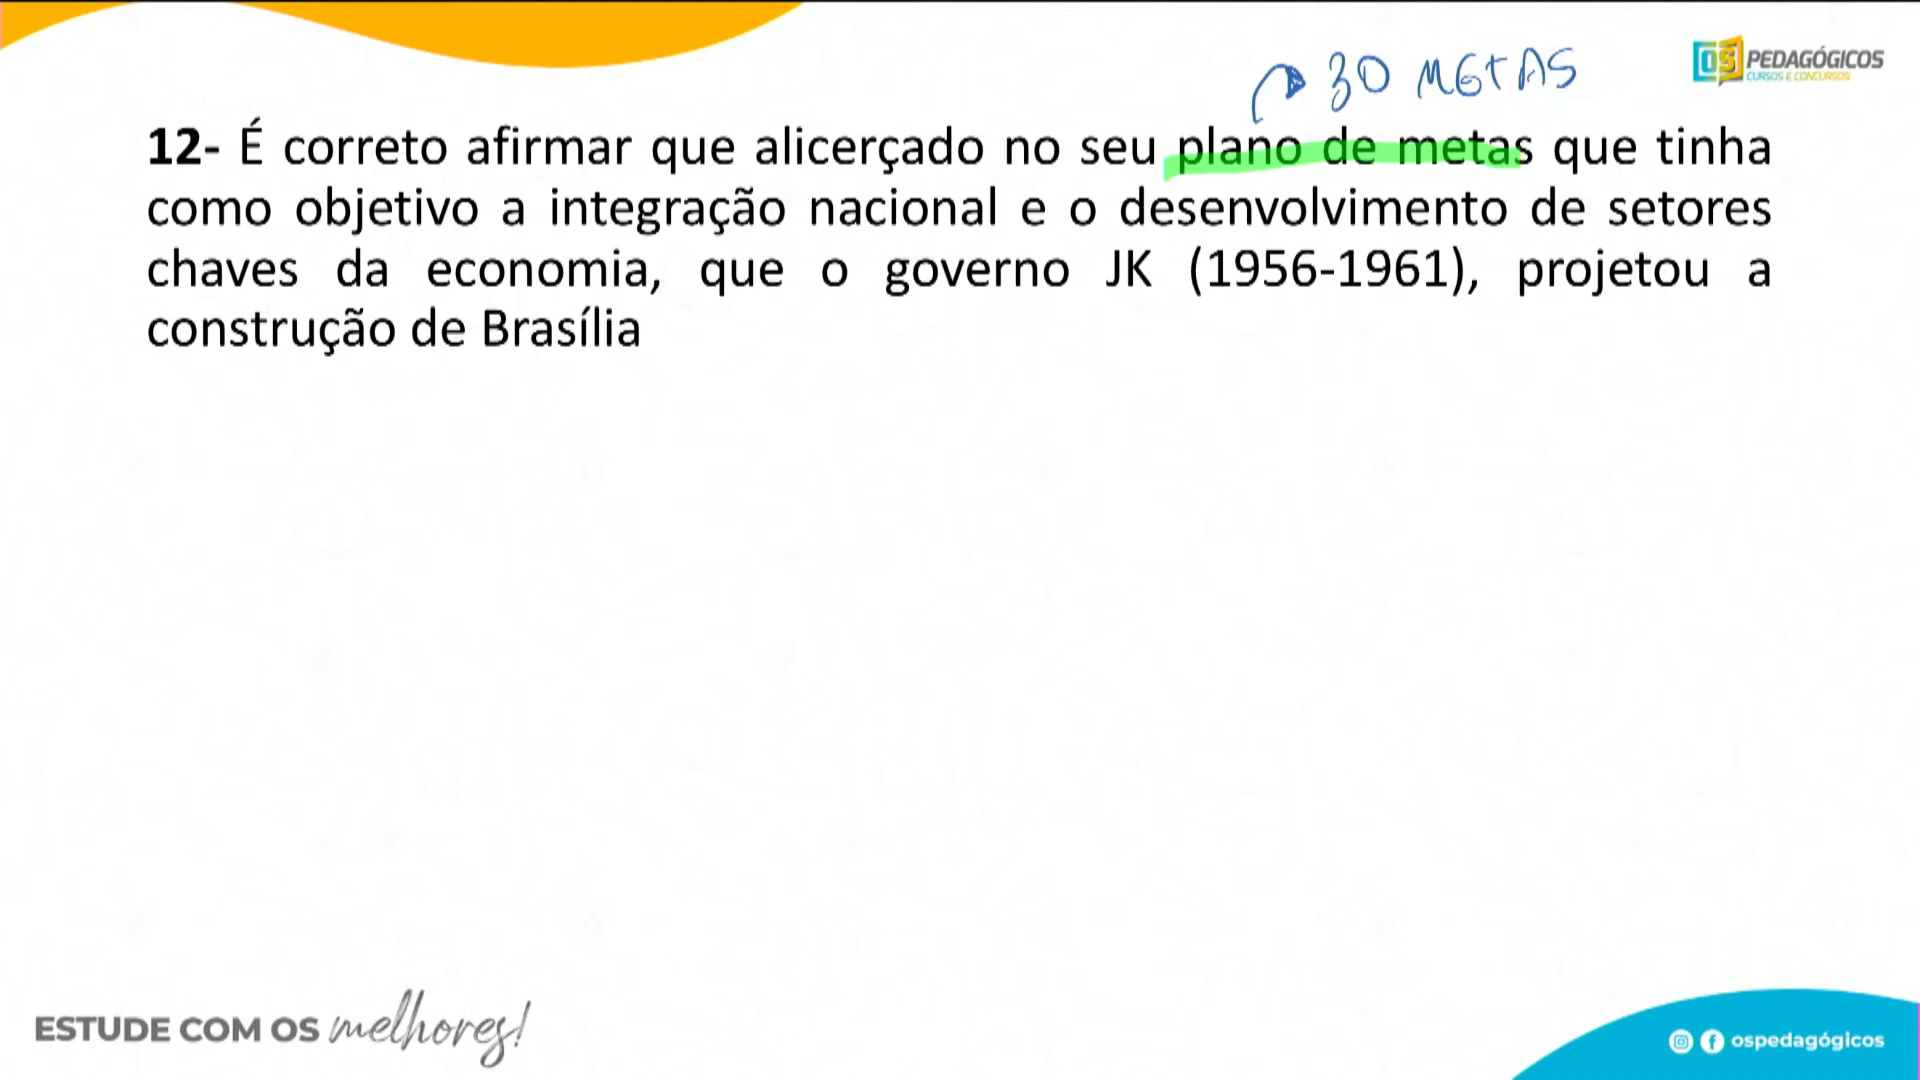 30 METAS
OS PEDAGÓGICOS
CURSOS E CONCURSOS
12- É correto afirmar que alicerçado no seu plano de metas que tinha
como objetivo a integração nacional e o desenvolvimento de setores
chaves da economia, que o governo JK (1956-1961), projetou a
construção de Brasília
ESTUDE COM OS melhores!
ospedagógicos